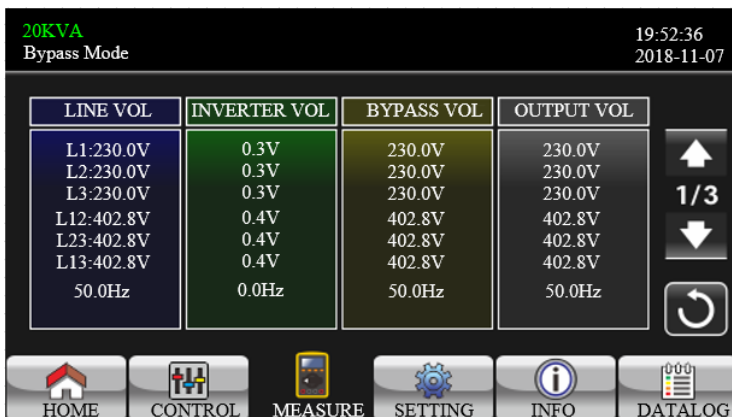 20KVA
Bypass Mode
19:52:36
2018-11-07
LINE VOL
L1:230.0V
L2:230.0V
L3:230.0V
L12:402.8V
L23:402.8V
L13:402.8V
50.0Hz
INVERTER VOL
0.3V
0.3V
0.3V
0.4V
0.4V
0.4V
0.0Hz
BYPASS VOL
230.0V
230.0V
230.0V
402.8V
402.8V
402.8V
50.0Hz
OUTPUT VOL
230.0V
230.0V
230.0V
402.8V
402.8V
402.8V
50.0Hz
1/3
HOME
CONTROL
MEASURE
SETTING
INFO
DATALOG